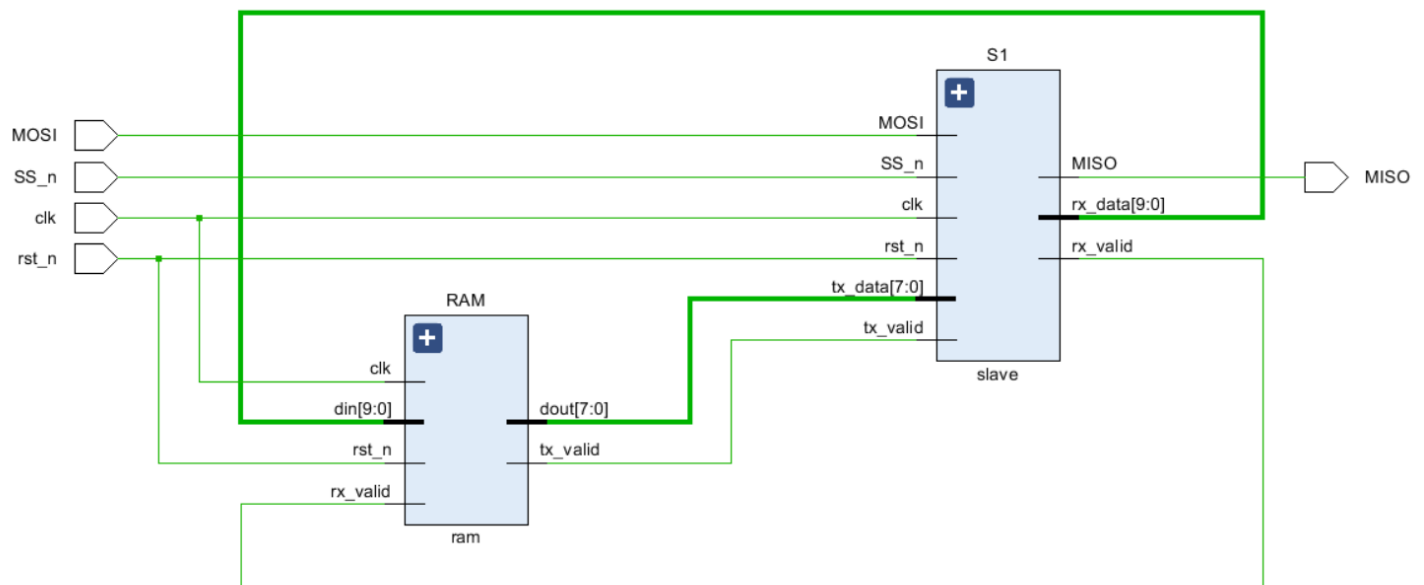 S1
MOSI
MOSI
SS_n
SS_n
MISO
MISO
clk
clk
rx_data[9:0]
rst_n
rst_n
rx_valid
tx_data[7:0]
RAM
tx_valid
slave
clk
din[9:0]
dout[7:0]
rst_n
tx_valid
rx_valid
ram